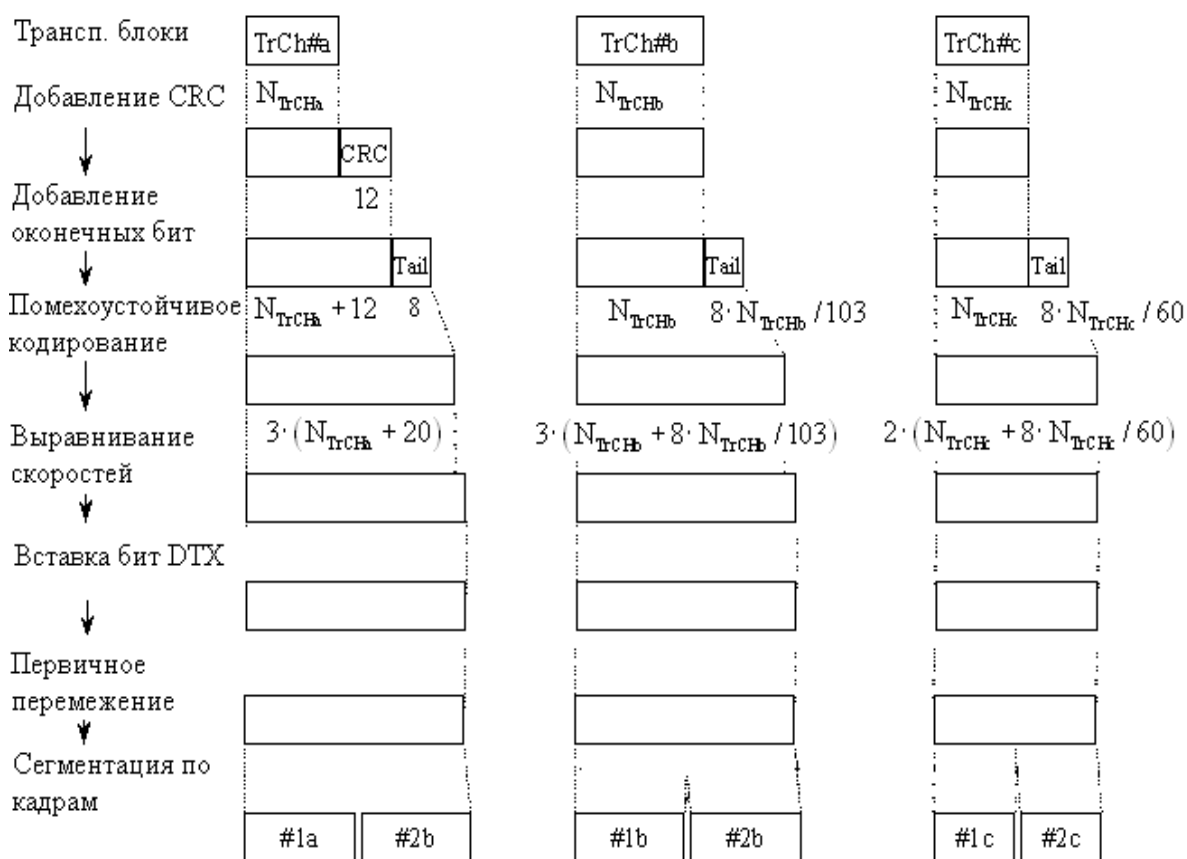 Трансп. блоки
TrCh#a
TrCh#b
TrCh#c
Добавление CRC
N_TrCHa
N_TrCHb
N_TrCHc
CRC
12
Добавление
оконечных бит
Tail
Tail
Tail
Помехоустойчивое
кодирование
N_TrCHa + 12
8
N_TrCHb
8· N_TrCHb /103
N_TrCHc
8· N_TrCHc /60
Выравнивание
скоростей
3· (N_TrCHa + 20)
3· (N_TrCHb + 8· N_TrCHb /103)
2· (N_TrCHc + 8· N_TrCHc /60)
Вставка бит DTX
Первичное
перемежение
Сегментация по
кадрам
#1a
#2b
#1b
#2b
#1c
#2c